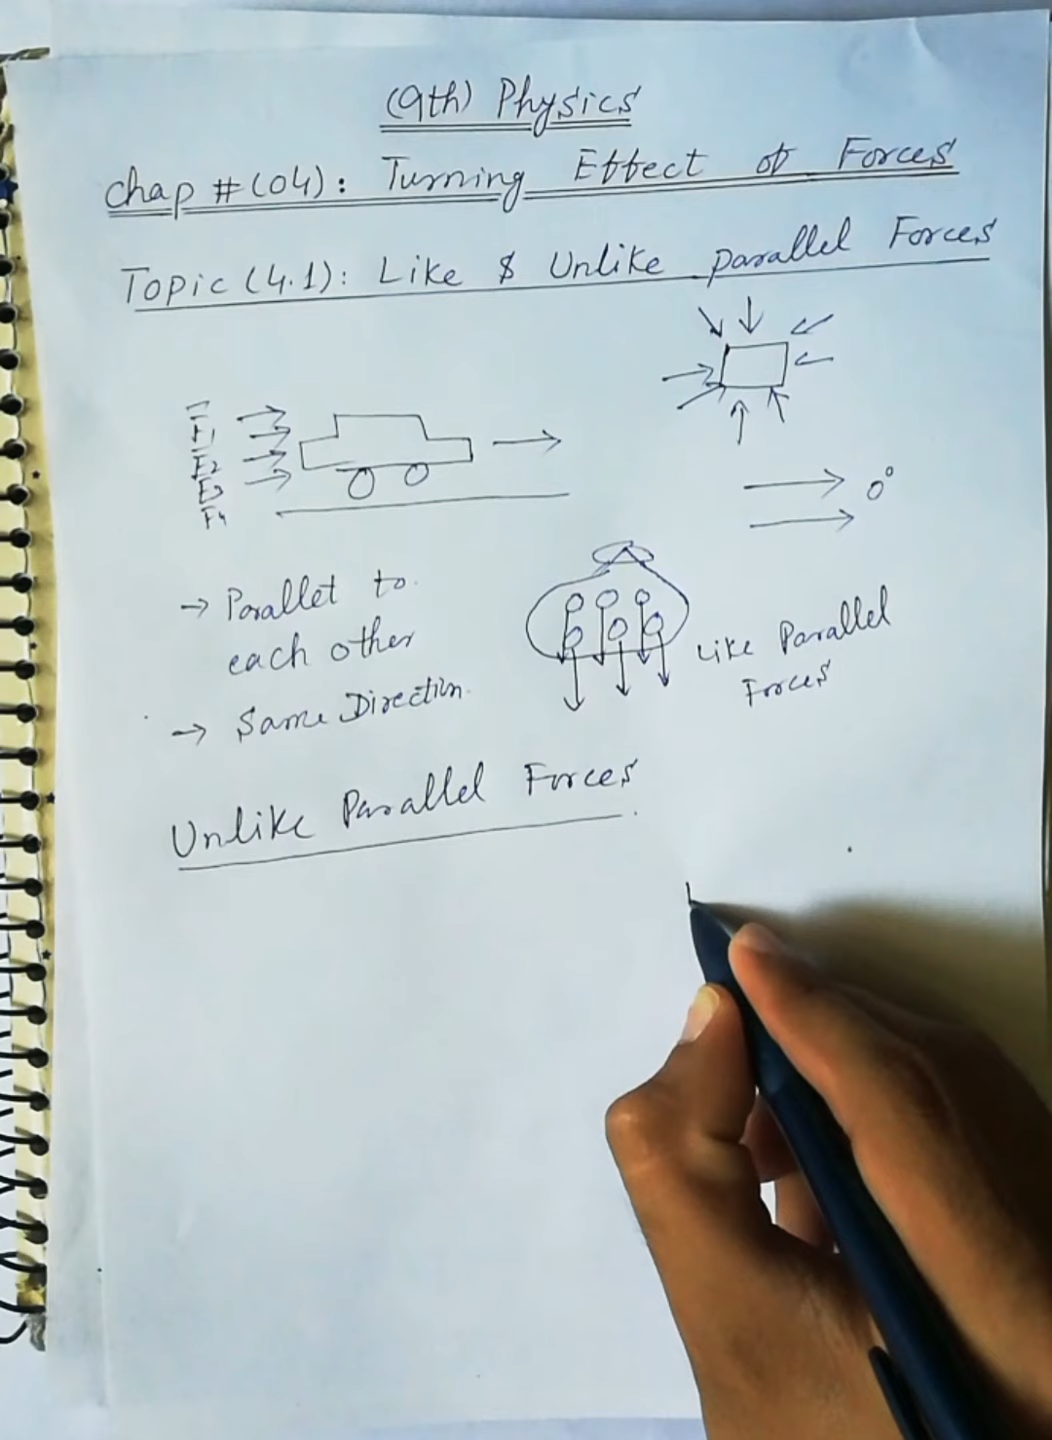 (9th) Physics
Chap # (04): Turning Effect of Forces
Topic (4.1): Like & Unlike parallel Forces
F1
F2
F3
F4
0°
→ Parallet to
each other
→ Same Direction.
Like Parallel
Forces
Unlike Parallel Forces